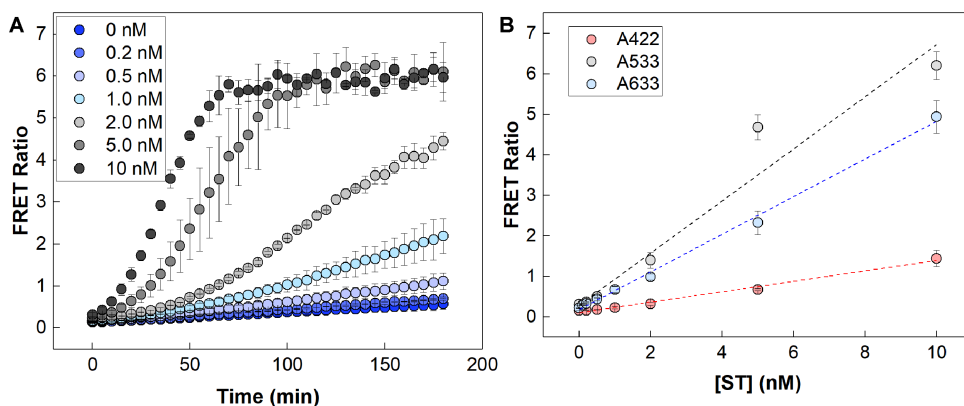 A
B
0 nM
0.2 nM
0.5 nM
1.0 nM
2.0 nM
5.0 nM
10 nM
FRET Ratio
7
6
5
4
3
2
1
0
0 50 100 150 200
Time (min)
A422
A533
A633
FRET Ratio
7
6
5
4
3
2
1
0
0 2 4 6 8 10
[ST] (nM)